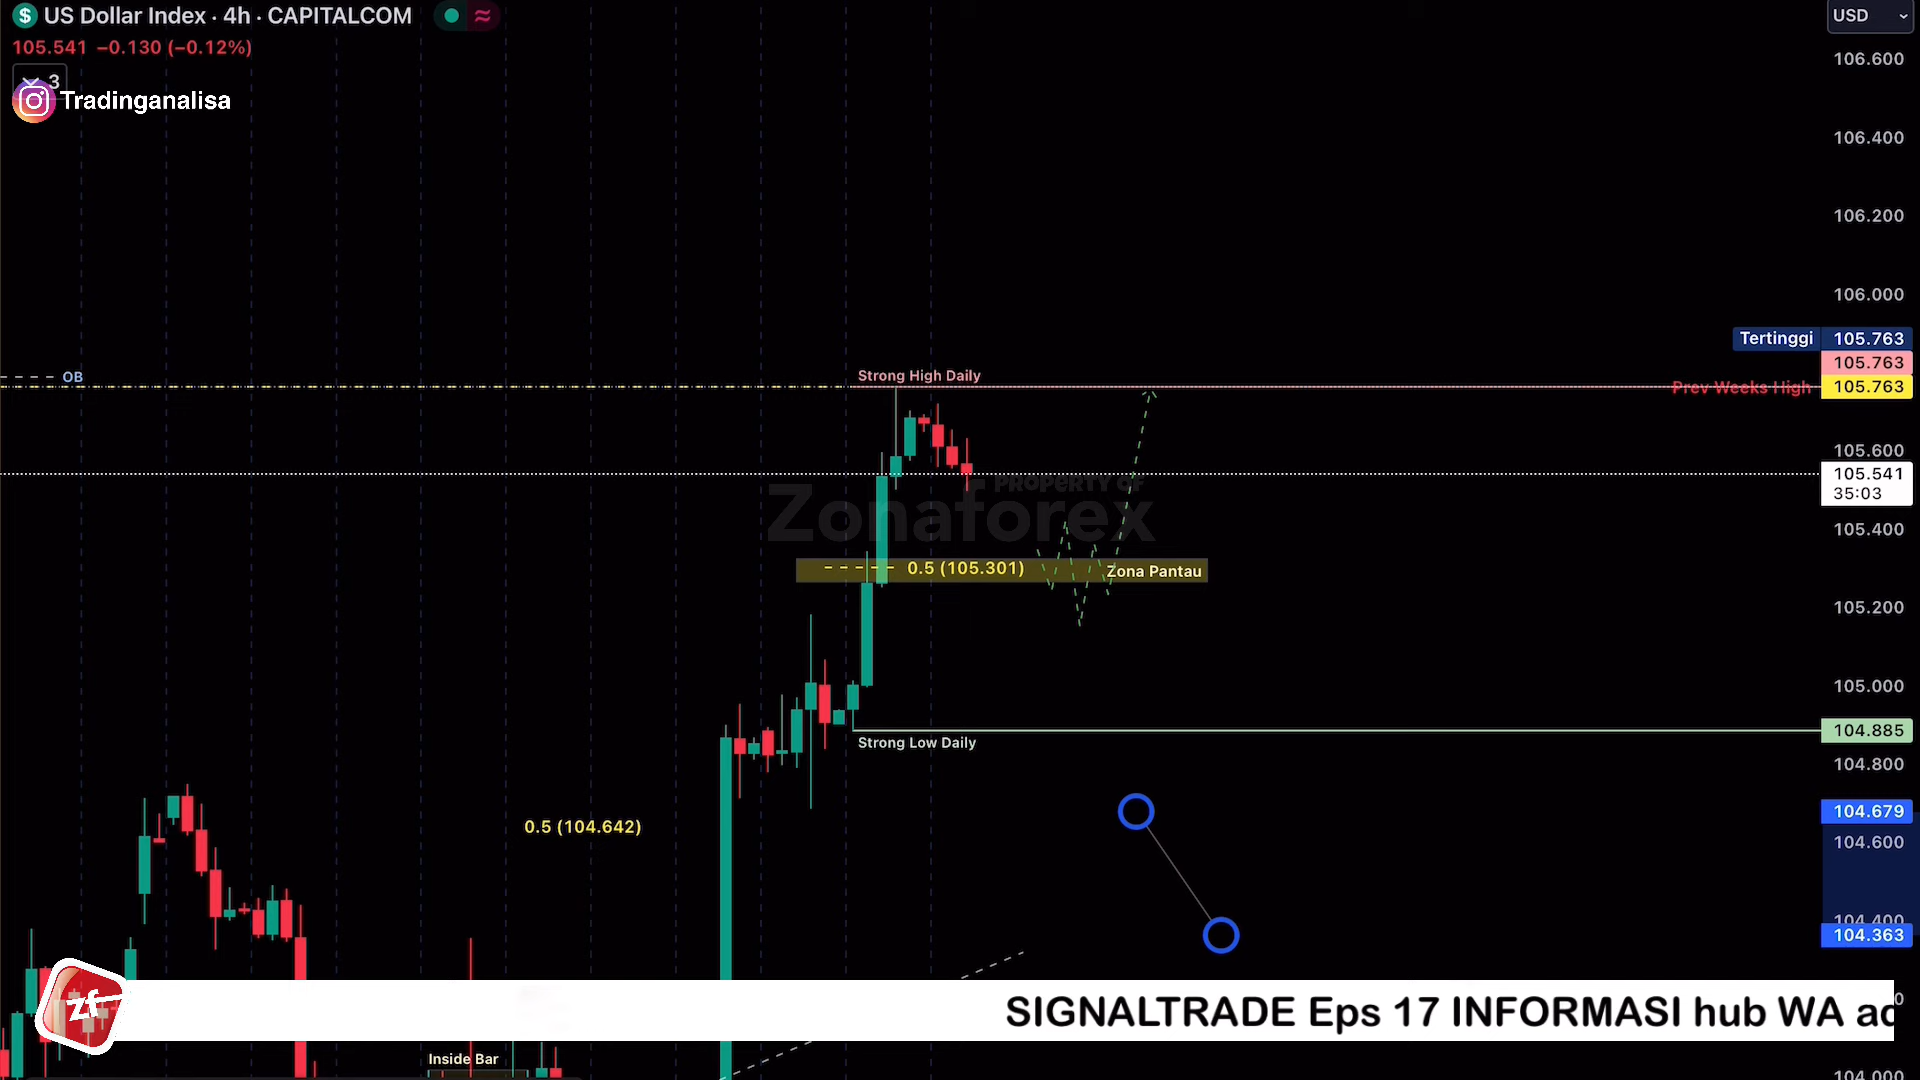 US Dollar Index · 4h · CAPITALCOM
USD
105.541 −0.130 (−0.12%)
3
Tradinganalisa
106.600
106.400
106.200
106.000
Tertinggi 105.763
105.763
OB
Strong High Daily
Prev Weeks High 105.763
105.600
105.541
35:03
PROPERTY OF
Zonaforex
105.400
0.5 (105.301)
Zona Pantau
105.200
105.000
104.885
Strong Low Daily
104.800
104.679
0.5 (104.642)
104.600
104.400
104.363
zf
SIGNALTRADE Eps 17 INFORMASI hub WA
Inside Bar
104.000